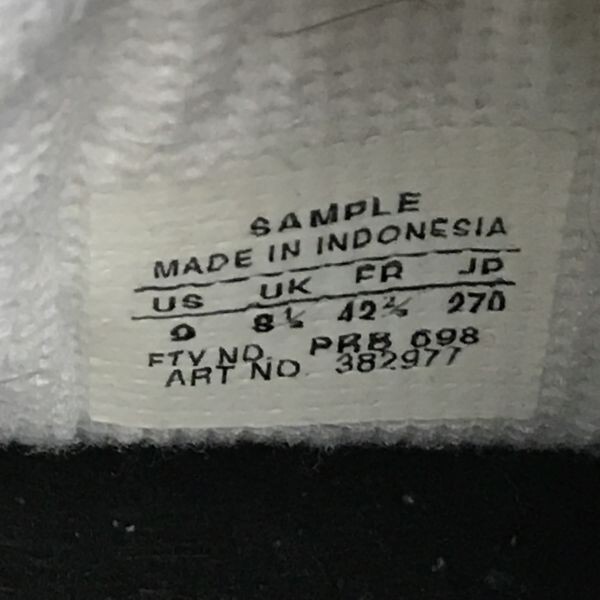 SAMPLE
MADE IN INDONESIA
US UK FR JP
9 8½ 42⅔ 270
FTY NO. PRB 698
ART NO 382977